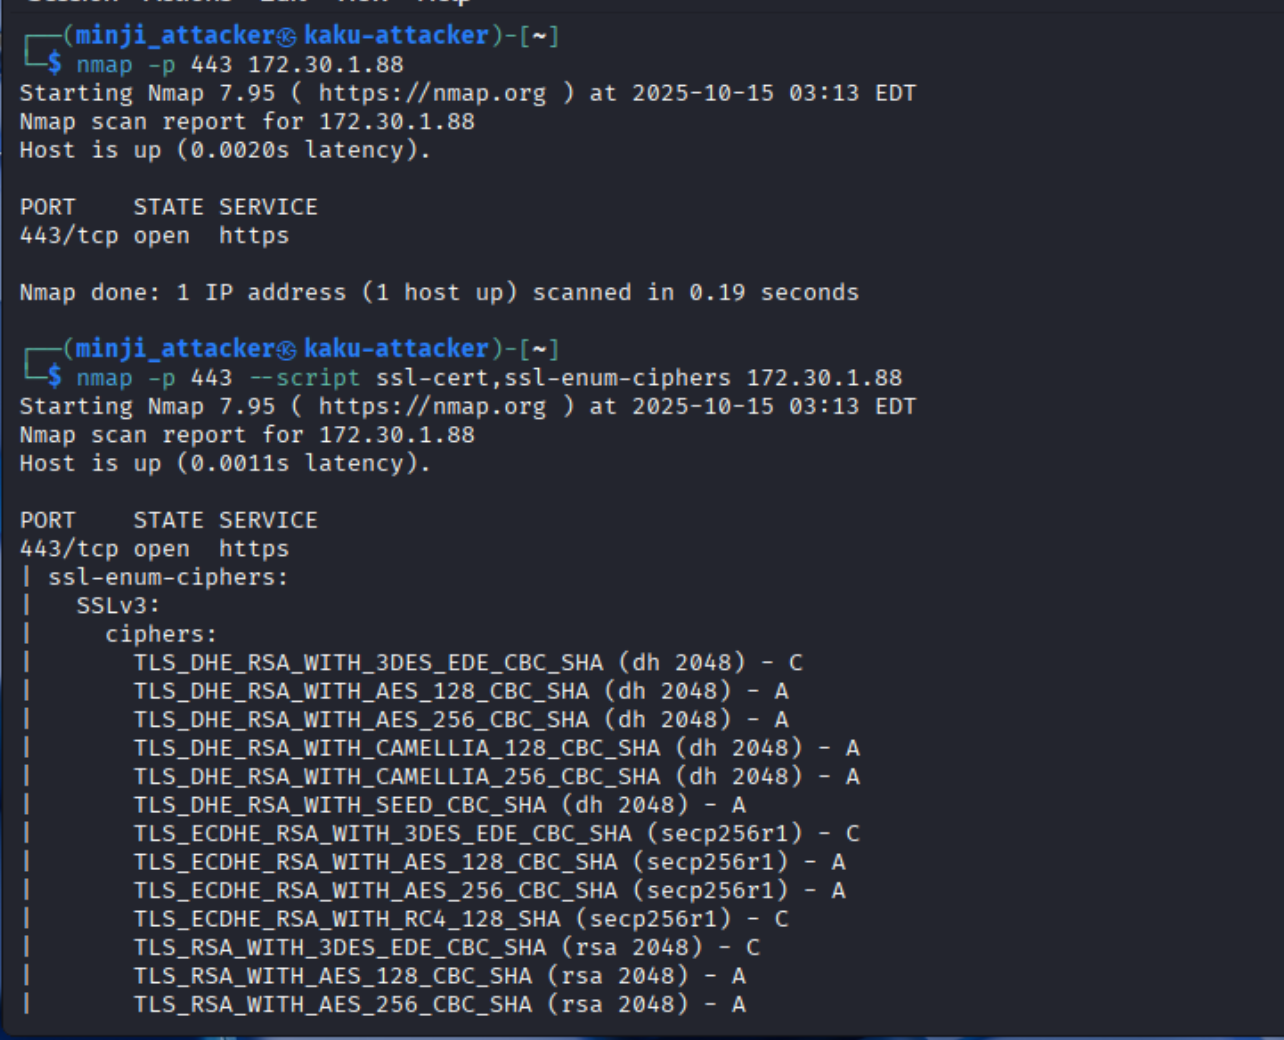 Session Actions Edit View Help
┌──(minji_attacker㉿kaku-attacker)-[~]
└─$ nmap -p 443 172.30.1.88
Starting Nmap 7.95 ( https://nmap.org ) at 2025-10-15 03:13 EDT
Nmap scan report for 172.30.1.88
Host is up (0.0020s latency).
PORT    STATE SERVICE
443/tcp open  https
Nmap done: 1 IP address (1 host up) scanned in 0.19 seconds
┌──(minji_attacker㉿kaku-attacker)-[~]
└─$ nmap -p 443 --script ssl-cert,ssl-enum-ciphers 172.30.1.88
Starting Nmap 7.95 ( https://nmap.org ) at 2025-10-15 03:13 EDT
Nmap scan report for 172.30.1.88
Host is up (0.0011s latency).
PORT    STATE SERVICE
443/tcp open  https
| ssl-enum-ciphers:
|   SSLv3:
|     ciphers:
|       TLS_DHE_RSA_WITH_3DES_EDE_CBC_SHA (dh 2048) - C
|       TLS_DHE_RSA_WITH_AES_128_CBC_SHA (dh 2048) - A
|       TLS_DHE_RSA_WITH_AES_256_CBC_SHA (dh 2048) - A
|       TLS_DHE_RSA_WITH_CAMELLIA_128_CBC_SHA (dh 2048) - A
|       TLS_DHE_RSA_WITH_CAMELLIA_256_CBC_SHA (dh 2048) - A
|       TLS_DHE_RSA_WITH_SEED_CBC_SHA (dh 2048) - A
|       TLS_ECDHE_RSA_WITH_3DES_EDE_CBC_SHA (secp256r1) - C
|       TLS_ECDHE_RSA_WITH_AES_128_CBC_SHA (secp256r1) - A
|       TLS_ECDHE_RSA_WITH_AES_256_CBC_SHA (secp256r1) - A
|       TLS_ECDHE_RSA_WITH_RC4_128_SHA (secp256r1) - C
|       TLS_RSA_WITH_3DES_EDE_CBC_SHA (rsa 2048) - C
|       TLS_RSA_WITH_AES_128_CBC_SHA (rsa 2048) - A
|       TLS_RSA_WITH_AES_256_CBC_SHA (rsa 2048) - A